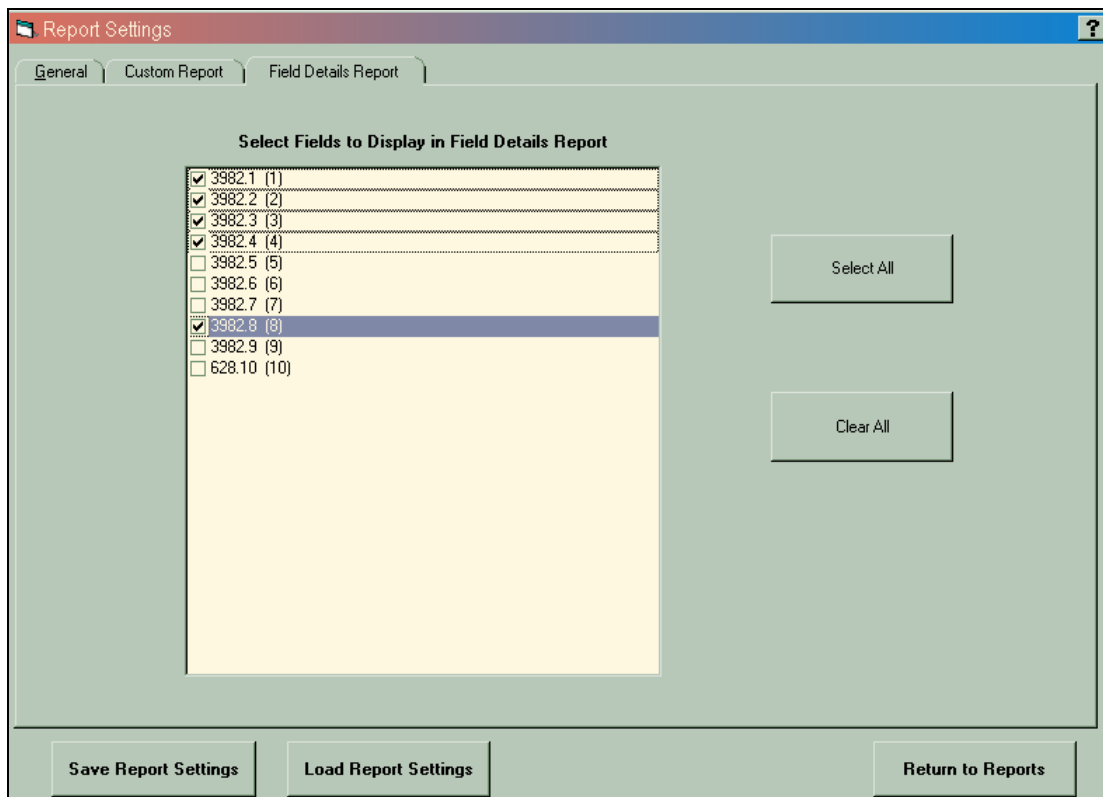 Report Settings ?
General Custom Report Field Details Report
Select Fields to Display in Field Details Report
3982.1 (1)
3982.2 (2)
3982.3 (3)
3982.4 (4)
3982.5 (5)
3982.6 (6)
3982.7 (7)
3982.8 (8)
3982.9 (9)
628.10 (10)
Select All
Clear All
Save Report Settings Load Report Settings Return to Reports